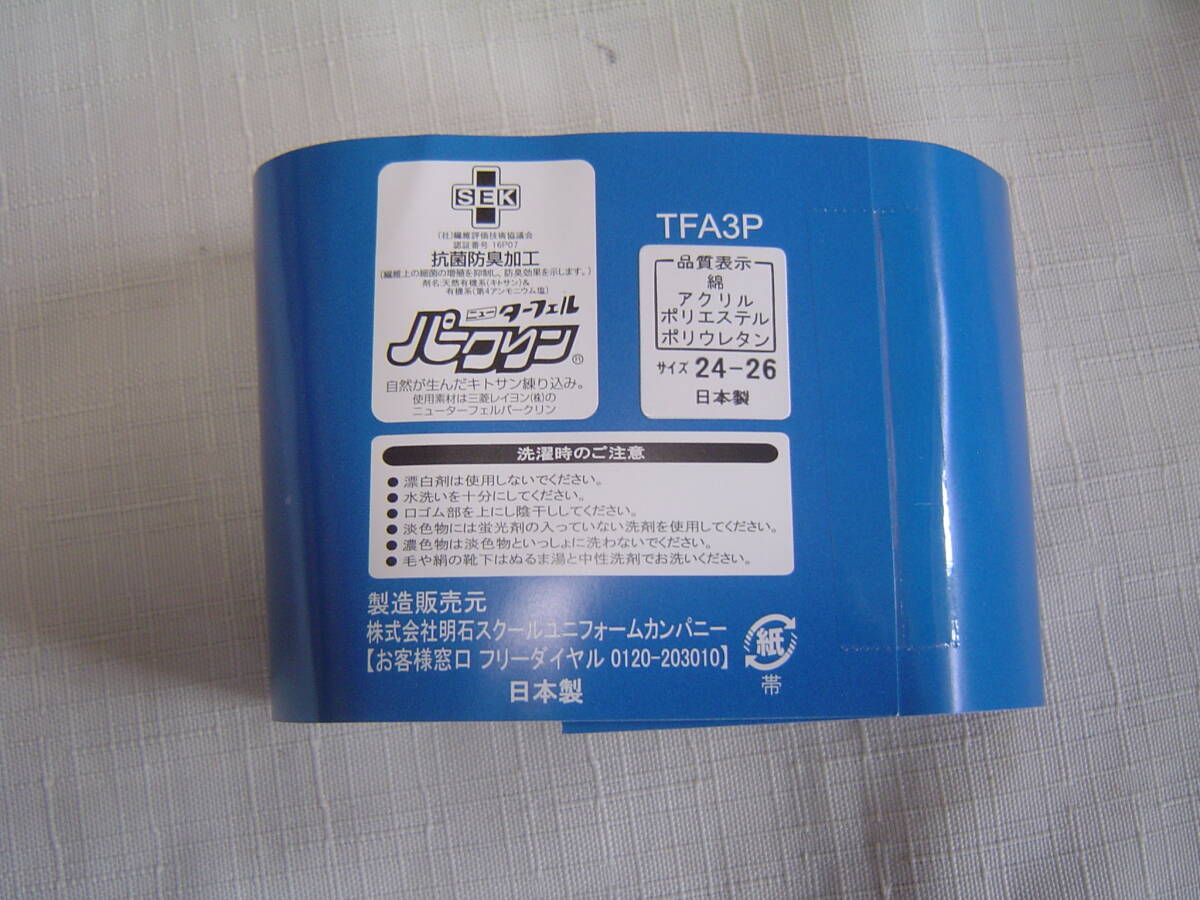 SEK
(社)繊維評価技術協議会
認証番号 16P07
抗菌防臭加工
(繊維上の細菌の増殖を抑制し、防臭効果を示します。)
剤名:天然有機系(キトサン)&
有機系(第4アンモニウム塩)
ニューターフェル
パークリン®
自然が生んだキトサン練り込み。
使用素材は三菱レイヨン(株)の
ニューターフェルパークリン
TFA3P
品質表示
綿
アクリル
ポリエステル
ポリウレタン
サイズ 24-26
日本製
洗濯時のご注意
● 漂白剤は使用しないでください。
● 水洗いを十分にしてください。
● 口ゴム部を上にし陰干ししてください。
● 淡色物には蛍光剤の入っていない洗剤を使用してください。
● 濃色物は淡色物といっしょに洗わないでください。
● 毛や絹の靴下はぬるま湯と中性洗剤でお洗いください。
製造販売元
株式会社明石スクールユニフォームカンパニー
【お客様窓口 フリーダイヤル 0120-203010】
日本製
紙
帯